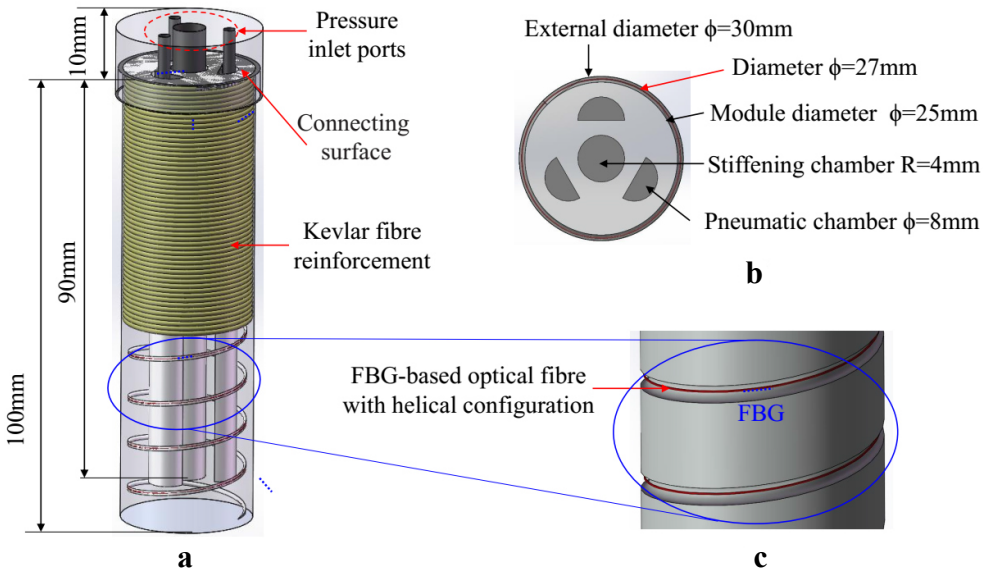 10mm
Pressure
inlet ports
Connecting
surface
Kevlar fibre
reinforcement
90mm
100mm
a
External diameter ϕ=30mm
Diameter ϕ=27mm
Module diameter ϕ=25mm
Stiffening chamber R=4mm
Pneumatic chamber ϕ=8mm
b
FBG-based optical fibre
with helical configuration
FBG
c